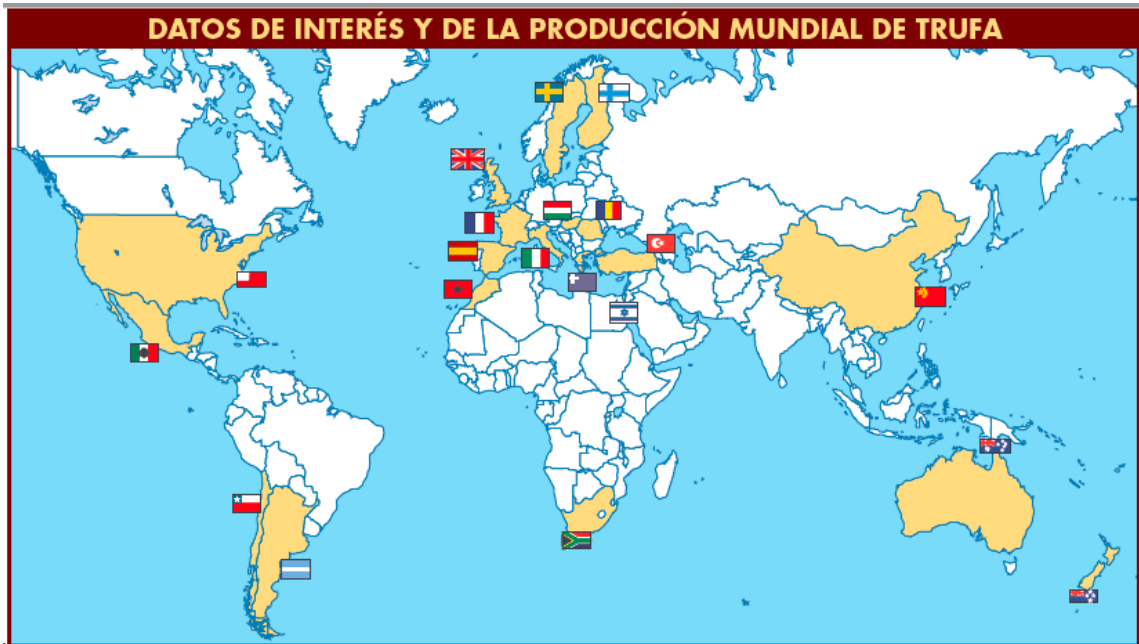 DATOS DE INTERÉS Y DE LA PRODUCCIÓN MUNDIAL DE TRUFA